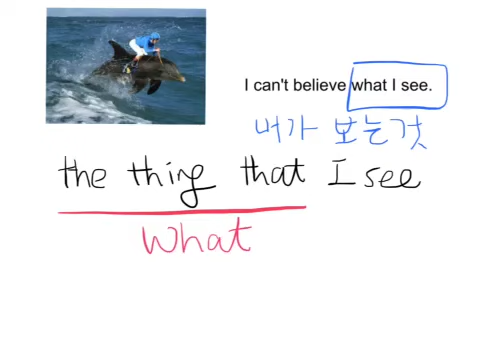 I can't believe what I see.
내가 보는것
the thing that I see
what